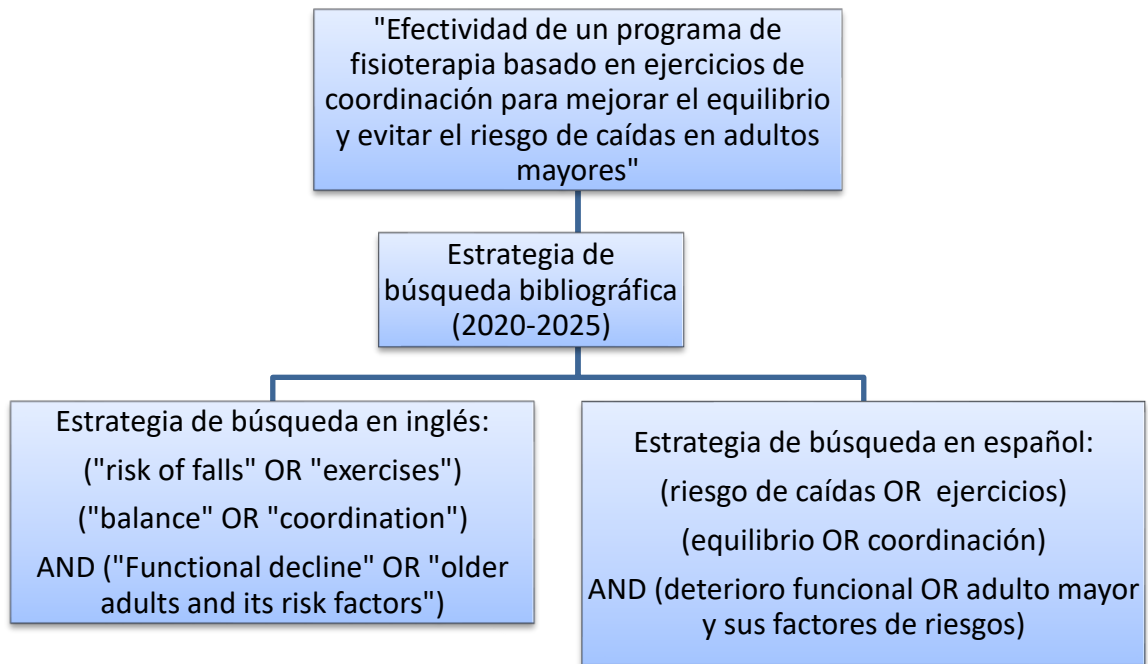 "Efectividad de un programa de
fisioterapia basado en ejercicios de
coordinación para mejorar el equilibrio
y evitar el riesgo de caídas en adultos
mayores"
Estrategia de
búsqueda bibliográfica
(2020-2025)
Estrategia de búsqueda en inglés:
("risk of falls" OR "exercises")
("balance" OR "coordination")
AND ("Functional decline" OR "older
adults and its risk factors")
Estrategia de búsqueda en español:
(riesgo de caídas OR ejercicios)
(equilibrio OR coordinación)
AND (deterioro funcional OR adulto mayor
y sus factores de riesgos)